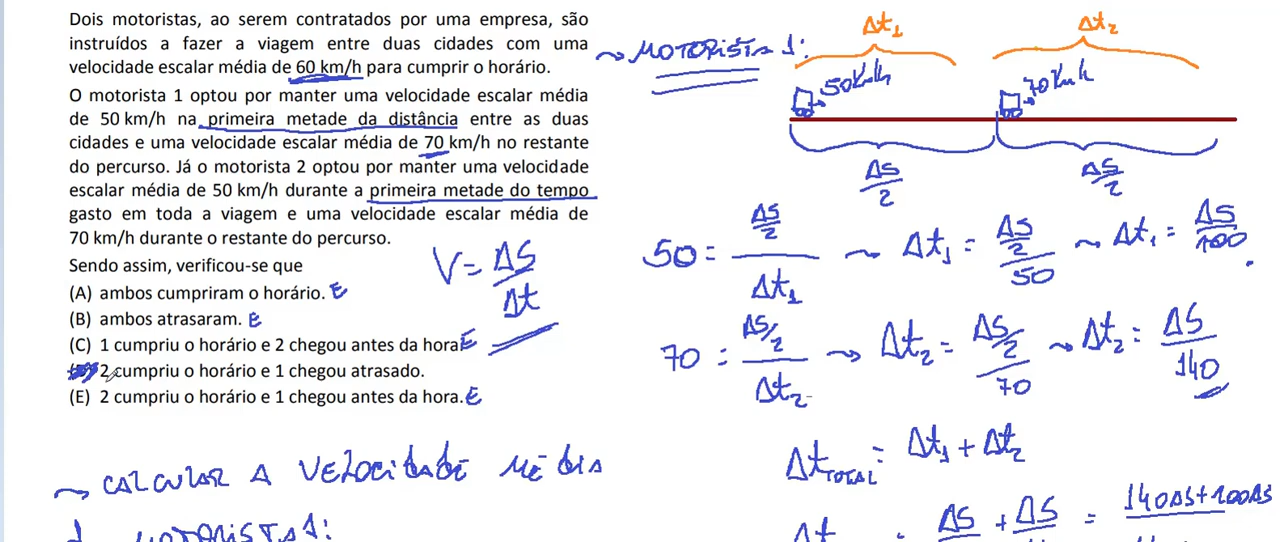 Dois motoristas, ao serem contratados por uma empresa, são
instruídos a fazer a viagem entre duas cidades com uma
velocidade escalar média de 60 km/h para cumprir o horário.
O motorista 1 optou por manter uma velocidade escalar média
de 50 km/h na primeira metade da distância entre as duas
cidades e uma velocidade escalar média de 70 km/h no restante
do percurso. Já o motorista 2 optou por manter uma velocidade
escalar média de 50 km/h durante a primeira metade do tempo
gasto em toda a viagem e uma velocidade escalar média de
70 km/h durante o restante do percurso.
Sendo assim, verificou-se que
(A) ambos cumpriram o horário. E
(B) ambos atrasaram. E
(C) 1 cumpriu o horário e 2 chegou antes da hora. E
2 cumpriu o horário e 1 chegou atrasado.
(E) 2 cumpriu o horário e 1 chegou antes da hora. E
V = ΔS/Δt
~ CALCULAR A VELOCIDADE MÉDIA
MOTORISTA 1:
~ MOTORISTA 1:
Δt1 Δt2
50Km/h 70Km/h
ΔS/2 ΔS/2
50 = ΔS/2/Δt1 ~ Δt1 = ΔS/2/50 ~ Δt1 = ΔS/100
70 = ΔS/2/Δt2 ~ Δt2 = ΔS/2/70 ~ Δt2 = ΔS/140
ΔtTOTAL = Δt1 + Δt2
Δt = ΔS + ΔS = 140ΔS+100ΔS